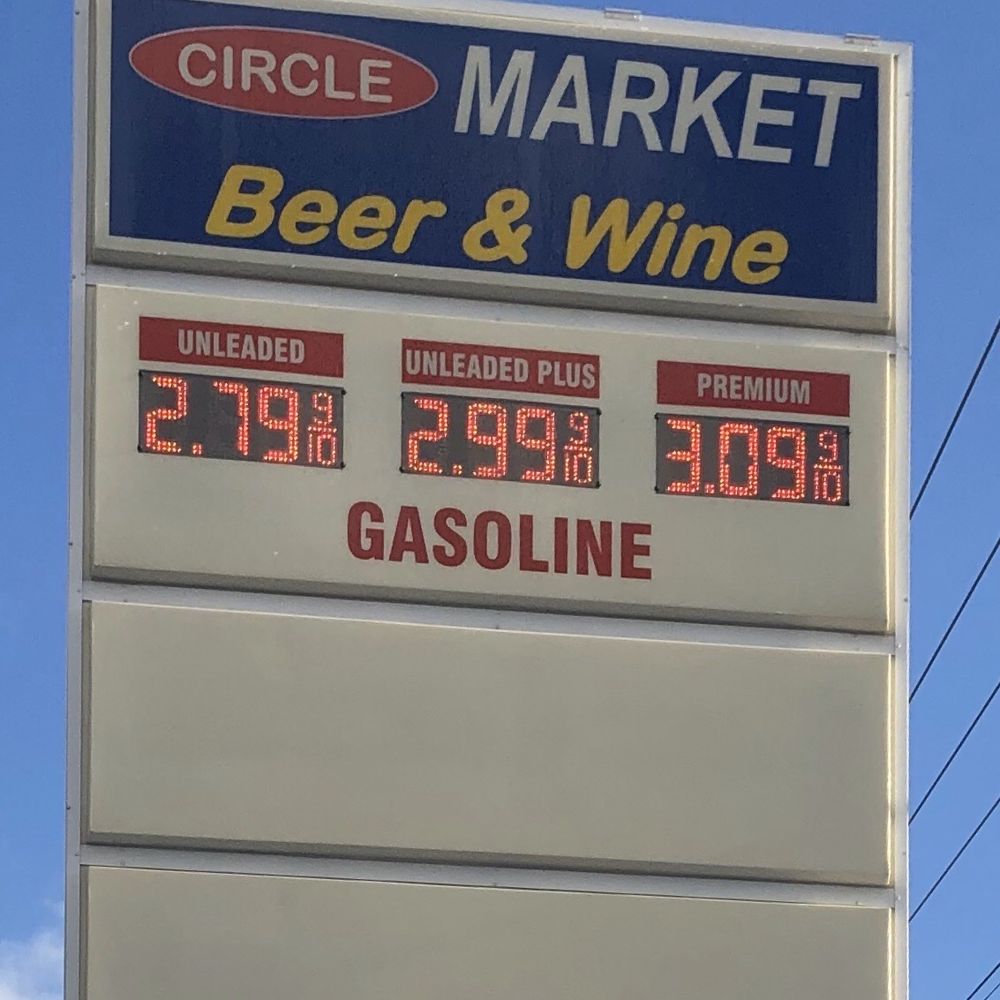 CIRCLE MARKET
Beer & Wine
UNLEADED UNLEADED PLUS PREMIUM
2.79 9/10 2.99 9/10 3.09 9/10
GASOLINE